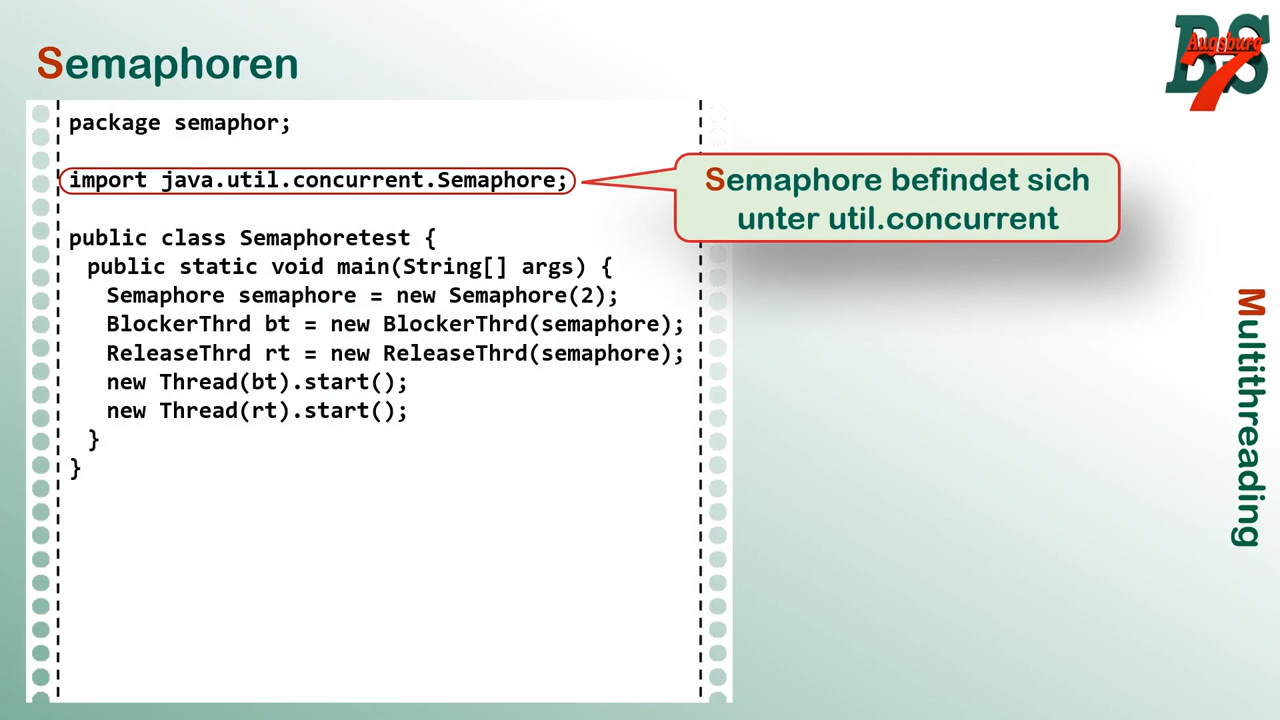 Semaphoren
BS
Augsburg
7
package semaphor;
import java.util.concurrent.Semaphore;
Semaphore befindet sich
unter util.concurrent
public class Semaphoretest {
public static void main(String[] args) {
Semaphore semaphore = new Semaphore(2);
BlockerThrd bt = new BlockerThrd(semaphore);
ReleaseThrd rt = new ReleaseThrd(semaphore);
new Thread(bt).start();
new Thread(rt).start();
}
}
Multithreading